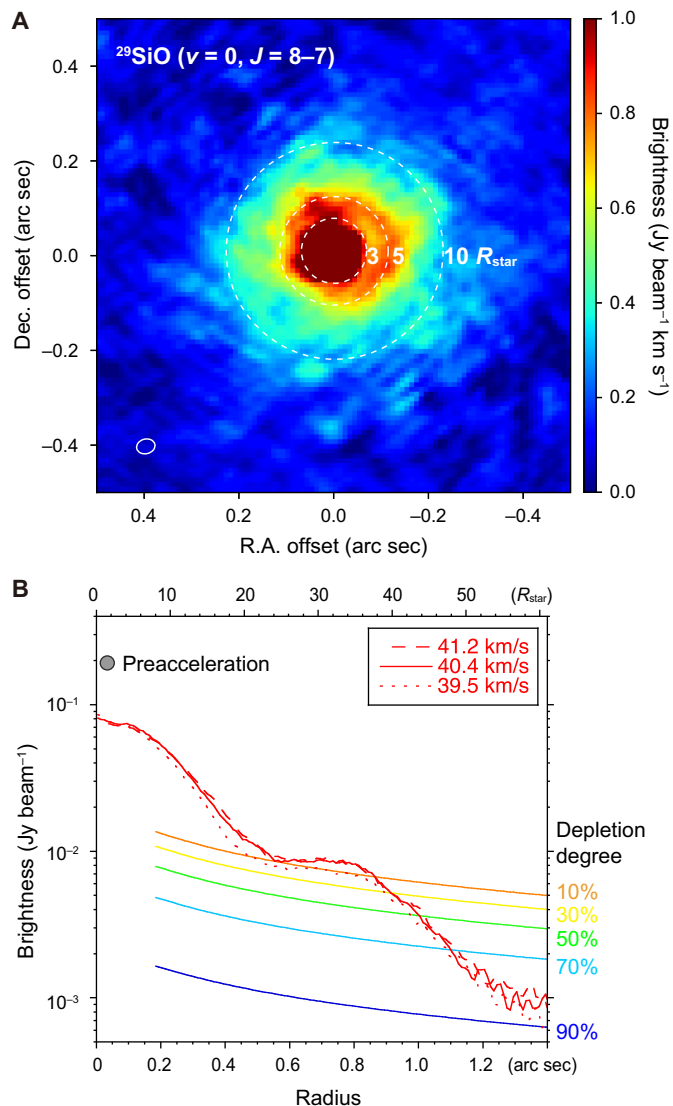 A
²⁹SiO (v = 0, J = 8–7)
0.4
0.2
0.0
−0.2
−0.4
Dec. offset (arc sec)
3 5 10 R_star
0.4 0.2 0.0 −0.2 −0.4
R.A. offset (arc sec)
1.0
0.8
0.6
0.4
0.2
0.0
Brightness (Jy beam⁻¹ km s⁻¹)
B
0 10 20 30 40 50 (R_star)
Preacceleration
41.2 km/s
40.4 km/s
39.5 km/s
10⁻¹
10⁻²
10⁻³
Brightness (Jy beam⁻¹)
Depletion
degree
10%
30%
50%
70%
90%
0 0.2 0.4 0.6 0.8 1.0 1.2 (arc sec)
Radius